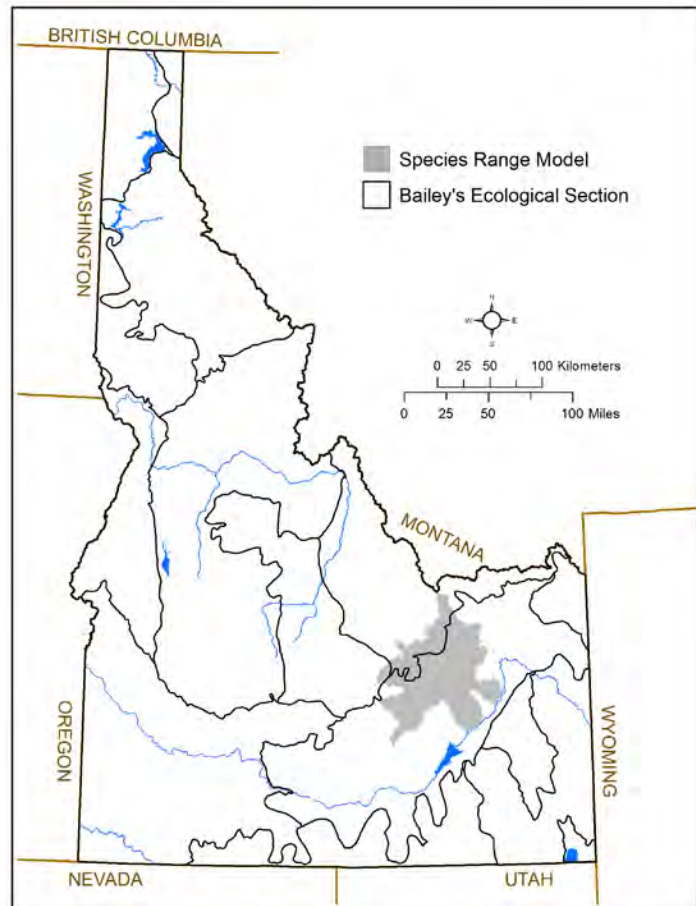 BRITISH COLUMBIA
WASHINGTON
Species Range Model
Bailey's Ecological Section
N
W E
S
0 25 50 100 Kilometers
0 25 50 100 Miles
MONTANA
OREGON
WYOMING
NEVADA
UTAH